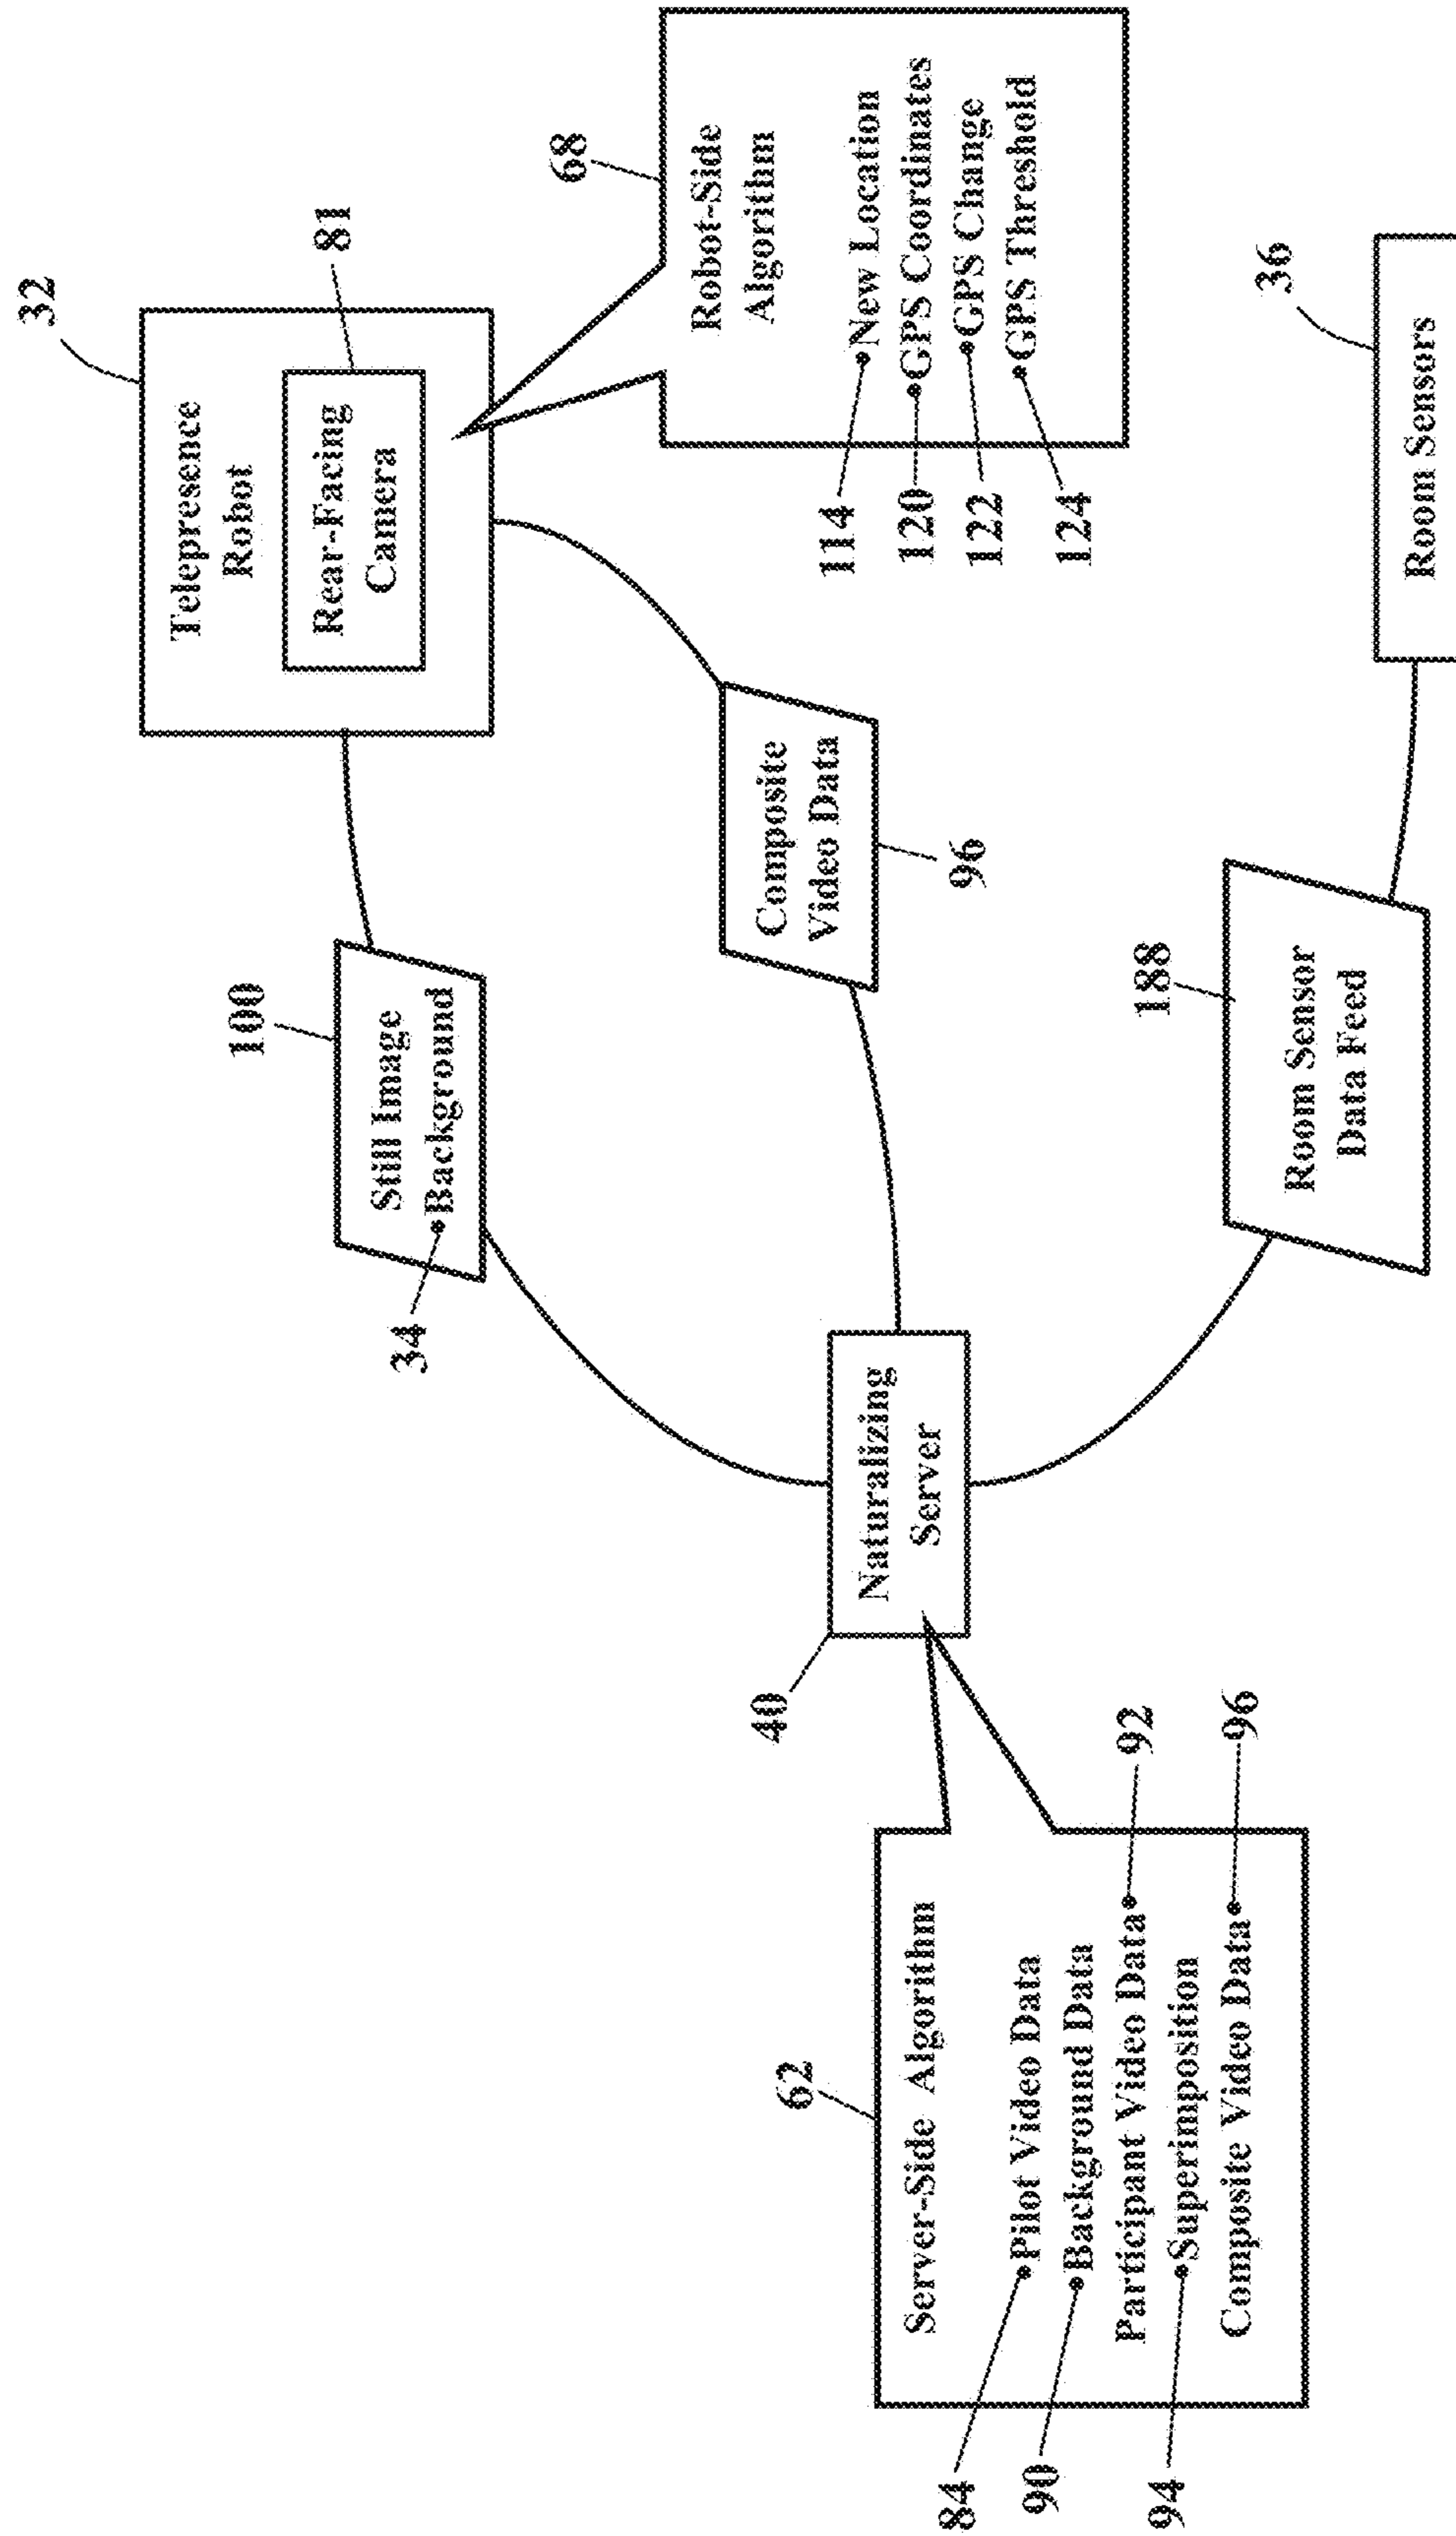 32
Telepresence
Robot
Rear-Facing
Camera
81
100
Still Image
Background
34
68
Robot-Side
Algorithm
New Location
GPS Coordinates
GPS Change
GPS Threshold
114
120
122
124
Composite
Video Data
96
40
Naturalizing
Server
62
Server-Side Algorithm
Pilot Video Data
Background Data
Participant Video Data
Superimposition
Composite Video Data
84
90
92
94
96
188
Room Sensor
Data Feed
36
Room Sensors